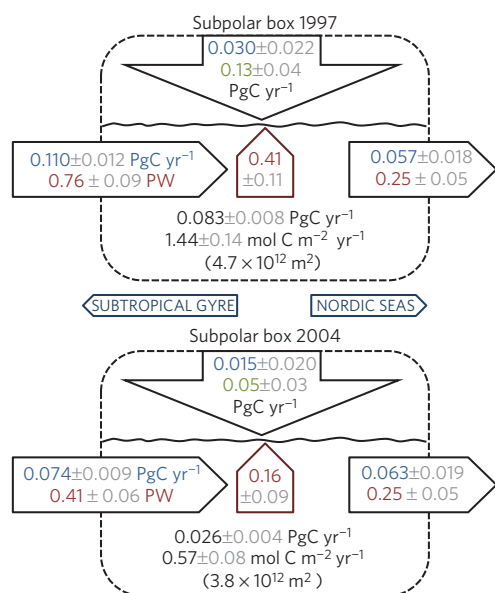 Subpolar box 1997
0.030±0.022
0.13±0.04
PgC yr⁻¹
0.110±0.012 PgC yr⁻¹
0.76 ± 0.09 PW
0.41
±0.11
0.057±0.018
0.25 ± 0.05
0.083±0.008 PgC yr⁻¹
1.44±0.14 mol C m⁻² yr⁻¹
(4.7 × 10¹² m²)
SUBTROPICAL GYRE
NORDIC SEAS
Subpolar box 2004
0.015±0.020
0.05±0.03
PgC yr⁻¹
0.074±0.009 PgC yr⁻¹
0.41 ± 0.06 PW
0.16
±0.09
0.063±0.019
0.25 ± 0.05
0.026±0.004 PgC yr⁻¹
0.57±0.08 mol C m⁻² yr⁻¹
(3.8 × 10¹² m²)